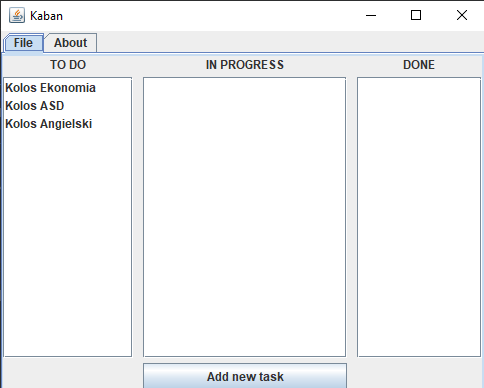 Kaban
File About
TO DO IN PROGRESS DONE
Kolos Ekonomia
Kolos ASD
Kolos Angielski
Add new task